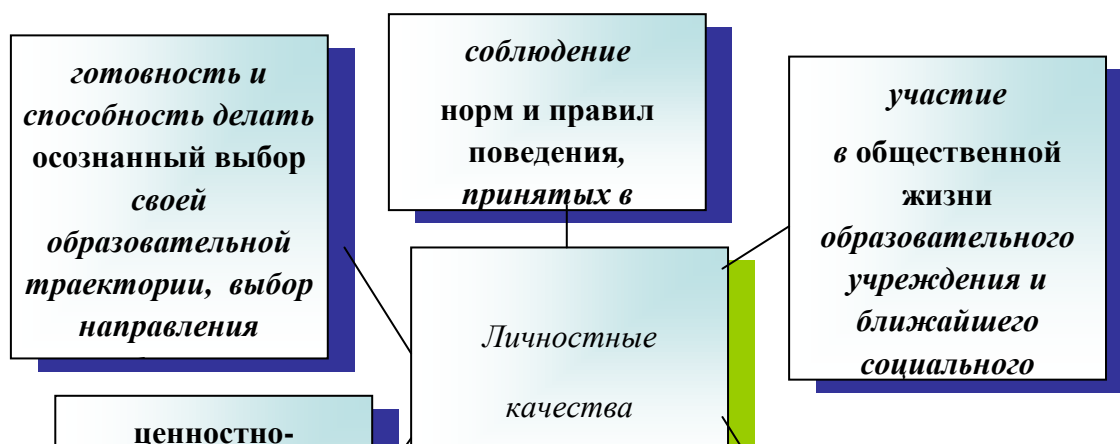 готовность и
способность делать
осознанный выбор
своей
образовательной
траектории, выбор
направления
соблюдение
норм и правил
поведения,
принятых в
участие
в общественной
жизни
образовательного
учреждения и
ближайшего
социального
Личностные
качества
ценностно-